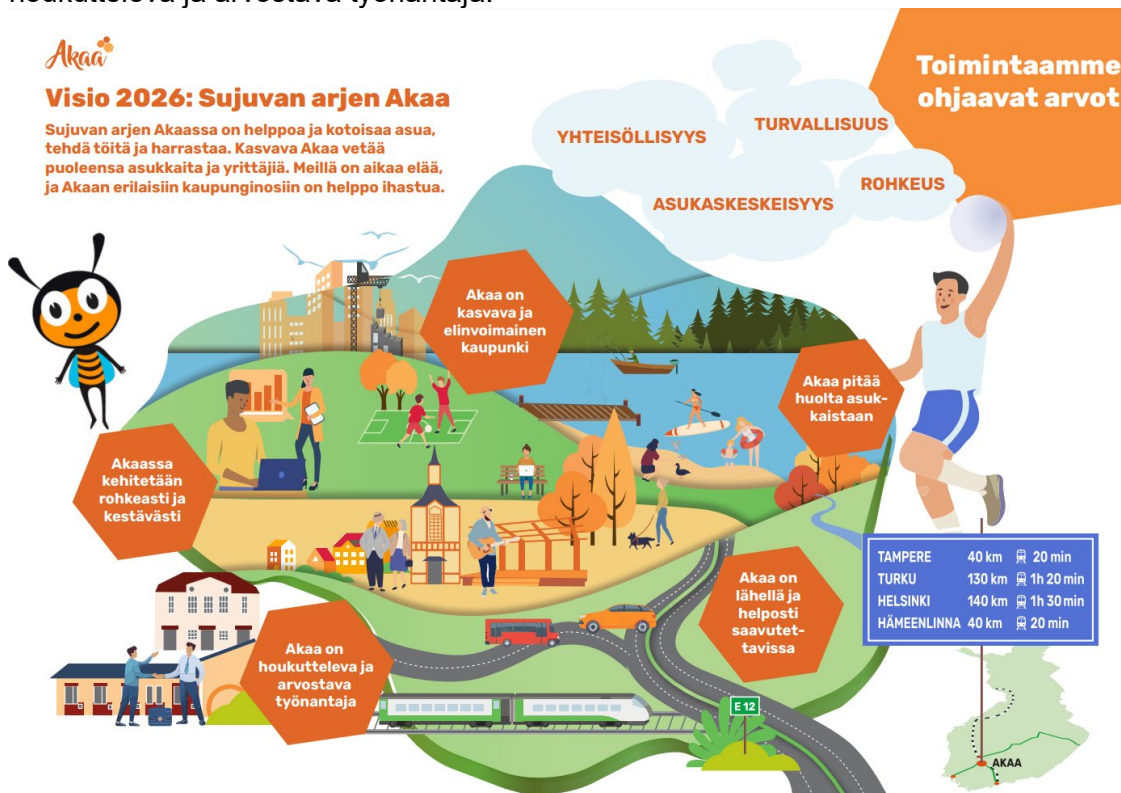 houkutteleva ja arvostava työnantaja.
Akaa
Visio 2026: Sujuvan arjen Akaa
Sujuvan arjen Akaassa on helppoa ja kotoisaa asua,
tehdä töitä ja harrastaa. Kasvava Akaa vetää
puoleensa asukkaita ja yrittäjiä. Meillä on aikaa elää,
ja Akaan erilaisiin kaupunginosiin on helppo ihastua.
Toimintaamme
ohjaavat arvot
YHTEISÖLLISYYS
TURVALLISUUS
ASUKASKESKEISYYS
ROHKEUS
Akaa on
kasvava ja
elinvoimainen
kaupunki
Akaa pitää
huolta asuk-
kaistaan
Akaassa
kehitetään
rohkeasti ja
kestävästi
Akaa on
lähellä ja
helposti
saavutet-
tavissa
Akaa on
houkutteleva ja
arvostava
työnantaja
TAMPERE 40 km 20 min
TURKU 130 km 1h 20 min
HELSINKI 140 km 1h 30 min
HÄMEENLINNA 40 km 20 min
E 12
AKAA